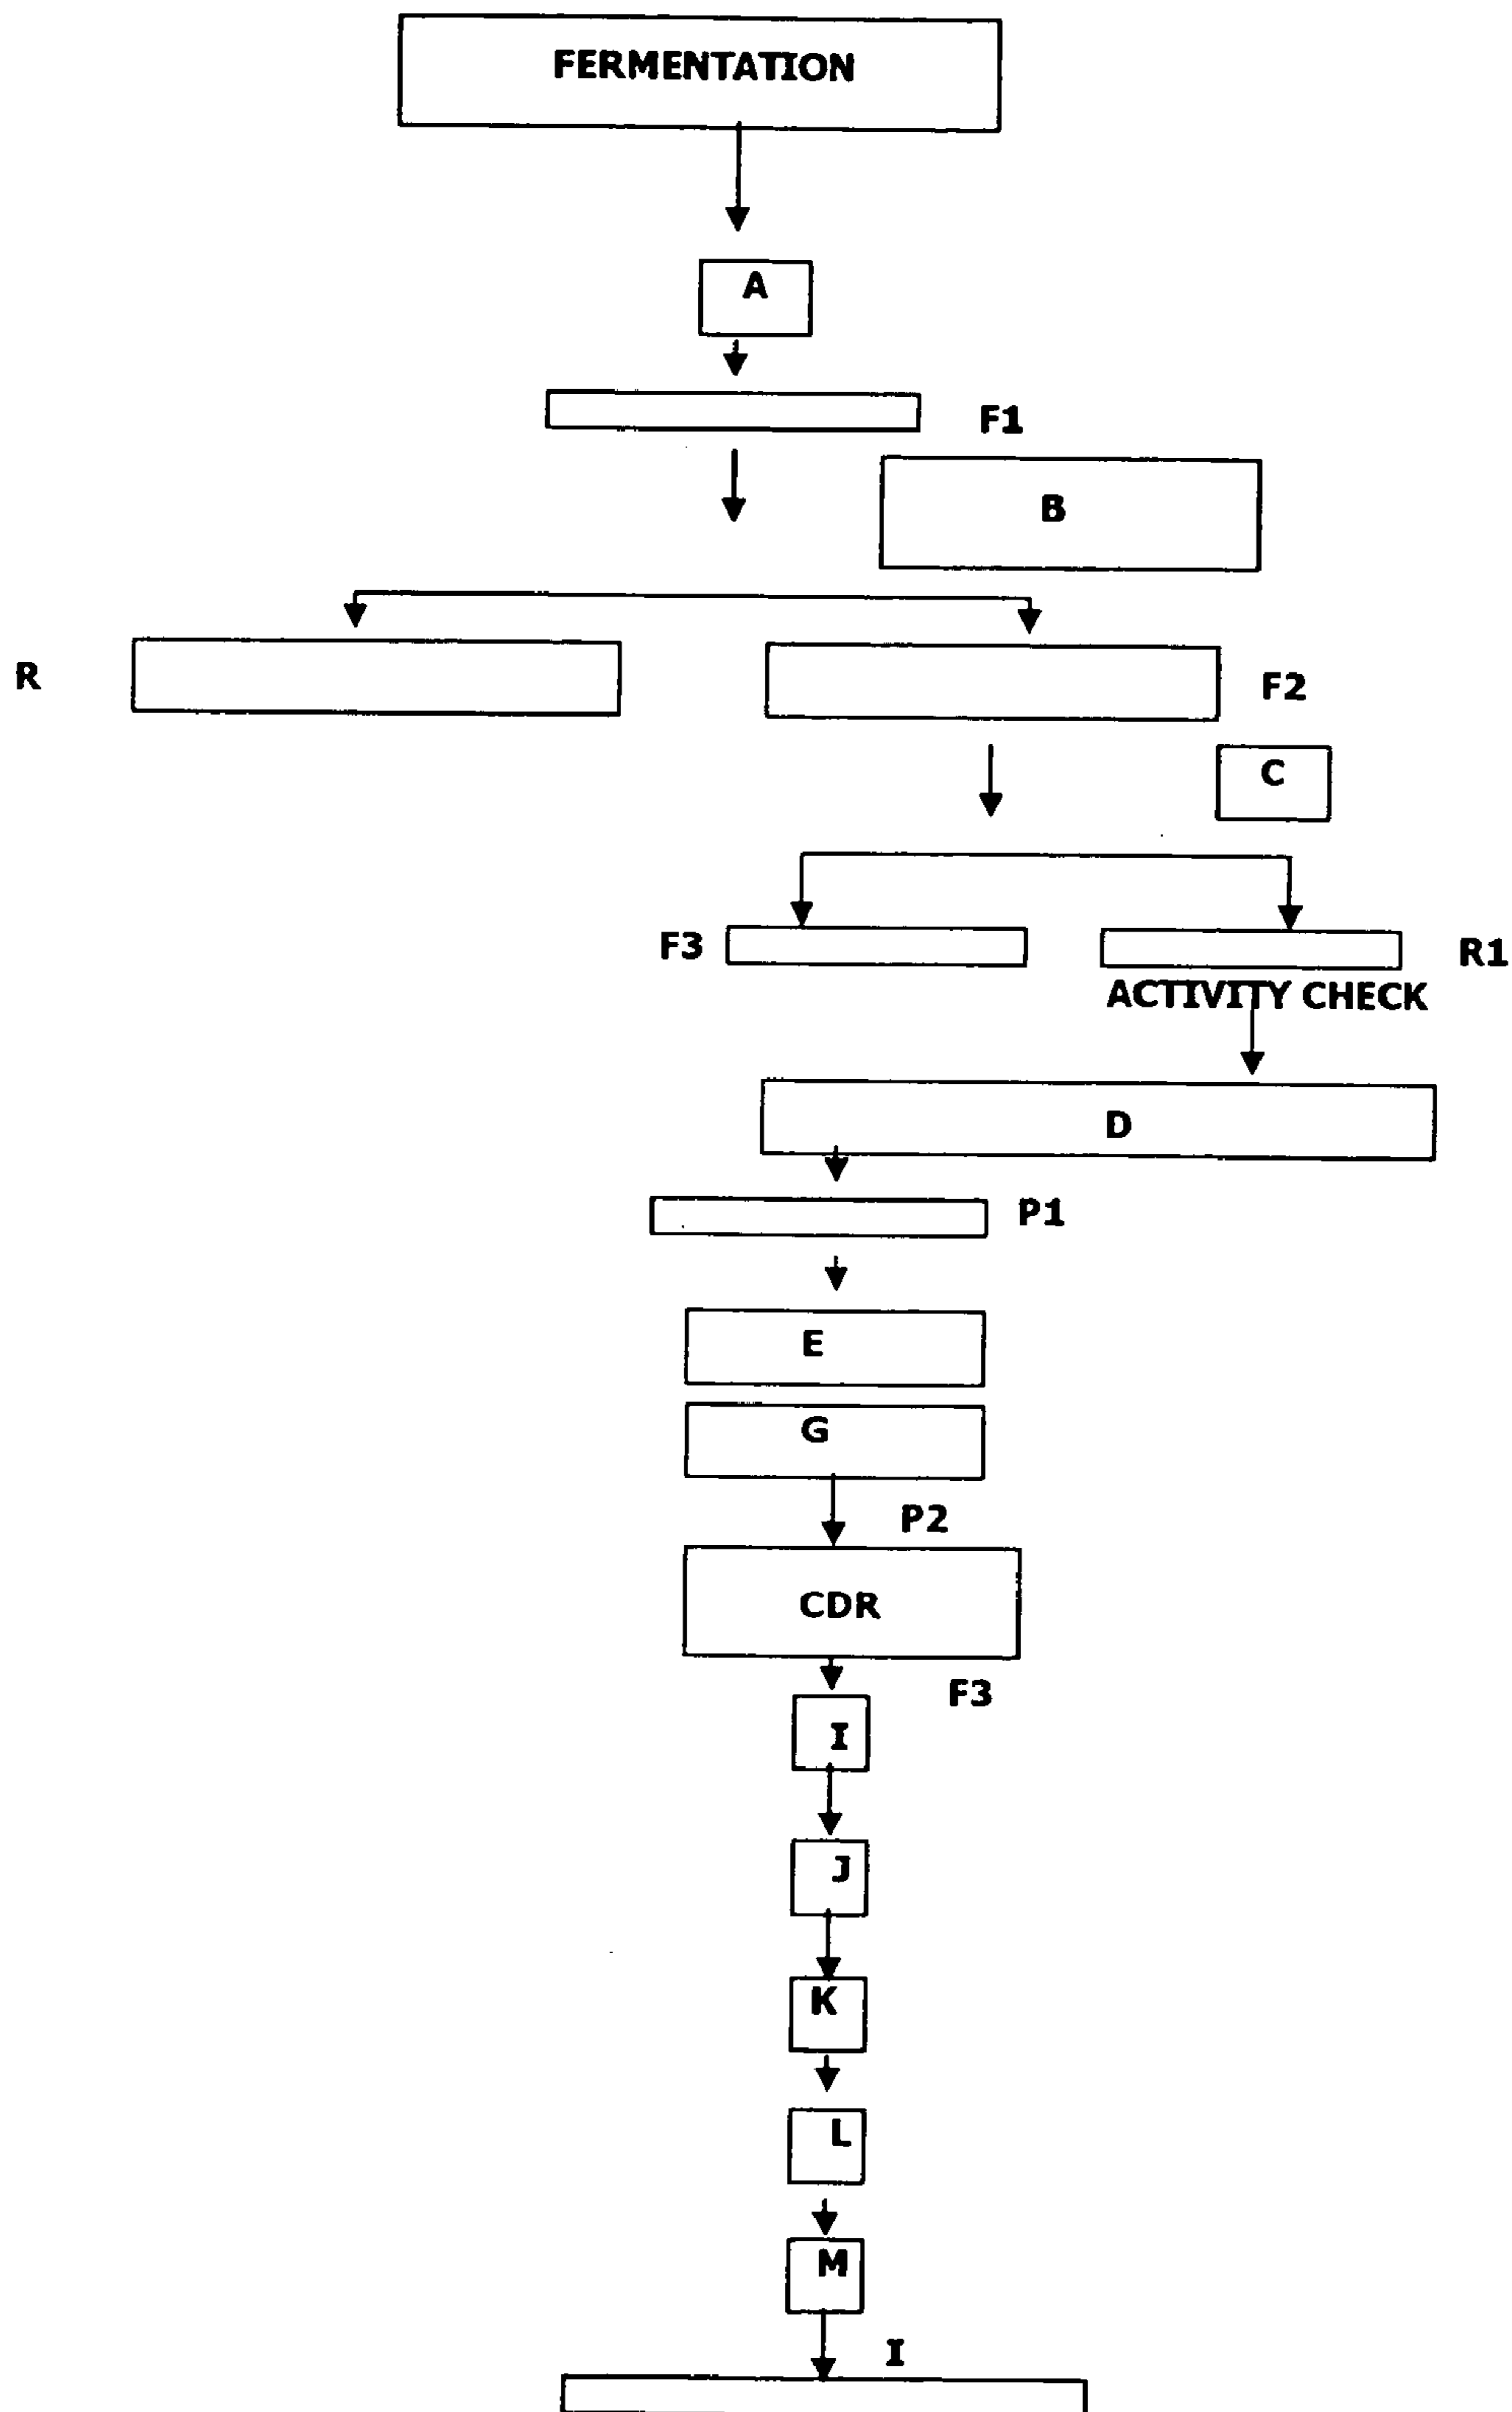 FERMENTATION
A
F1
B
R
F2
C
F3
R1
ACTIVITY CHECK
D
P1
E
G
P2
CDR
F3
I
J
K
L
M
I